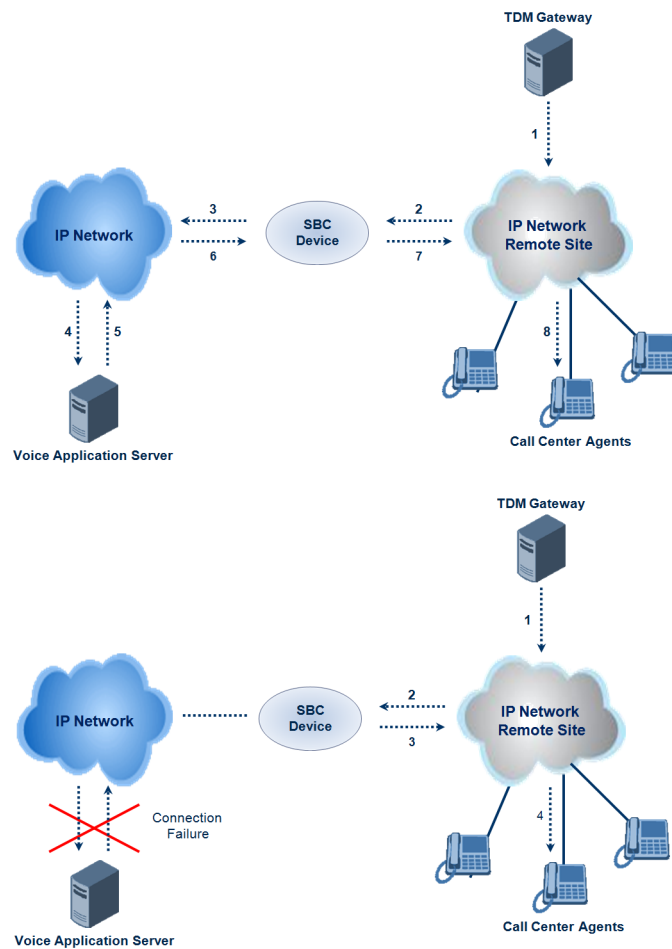 TDM Gateway
1
3
2
IP Network
SBC
Device
IP Network
Remote Site
6
7
4
5
8
Voice Application Server
Call Center Agents
TDM Gateway
1
2
IP Network
SBC
Device
IP Network
Remote Site
3
Connection
Failure
4
Voice Application Server
Call Center Agents